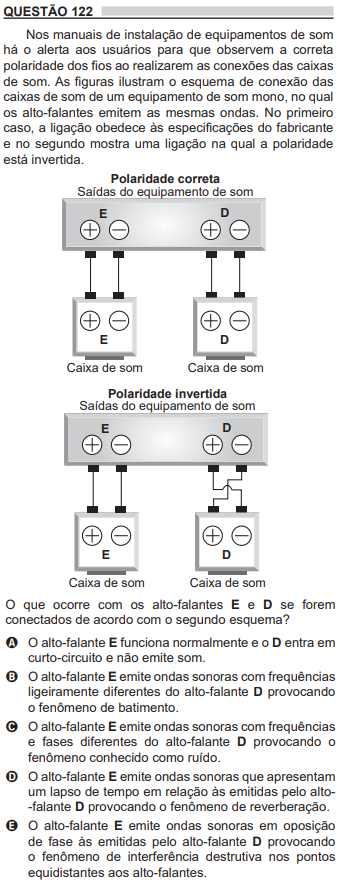 QUESTÃO 122
Nos manuais de instalação de equipamentos de som
há o alerta aos usuários para que observem a correta
polaridade dos fios ao realizarem as conexões das caixas
de som. As figuras ilustram o esquema de conexão das
caixas de som de um equipamento de som mono, no qual
os alto-falantes emitem as mesmas ondas. No primeiro
caso, a ligação obedece às especificações do fabricante
e no segundo mostra uma ligação na qual a polaridade
está invertida.
Polaridade correta
Saídas do equipamento de som
E D
+ − + −
+ − + −
E D
Caixa de som Caixa de som
Polaridade invertida
Saídas do equipamento de som
E D
+ − + −
+ − + −
E D
Caixa de som Caixa de som
O que ocorre com os alto-falantes E e D se forem
conectados de acordo com o segundo esquema?
A O alto-falante E funciona normalmente e o D entra em
curto-circuito e não emite som.
B O alto-falante E emite ondas sonoras com frequências
ligeiramente diferentes do alto-falante D provocando
o fenômeno de batimento.
C O alto-falante E emite ondas sonoras com frequências
e fases diferentes do alto-falante D provocando o
fenômeno conhecido como ruído.
D O alto-falante E emite ondas sonoras que apresentam
um lapso de tempo em relação às emitidas pelo alto-
-falante D provocando o fenômeno de reverberação.
E O alto-falante E emite ondas sonoras em oposição
de fase às emitidas pelo alto-falante D provocando
o fenômeno de interferência destrutiva nos pontos
equidistantes aos alto-falantes.